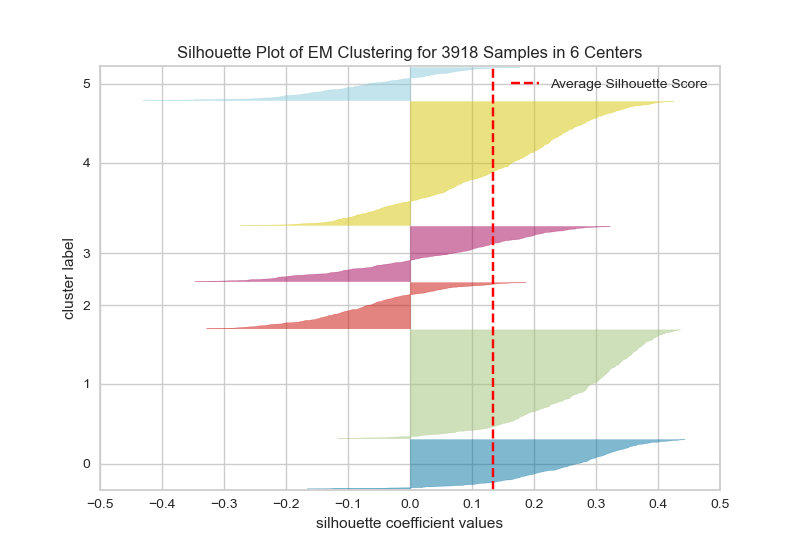 Silhouette Plot of EM Clustering for 3918 Samples in 6 Centers
Average Silhouette Score
cluster label
5
4
3
2
1
0
−0.5 −0.4 −0.3 −0.2 −0.1 0.0 0.1 0.2 0.3 0.4 0.5
silhouette coefficient values